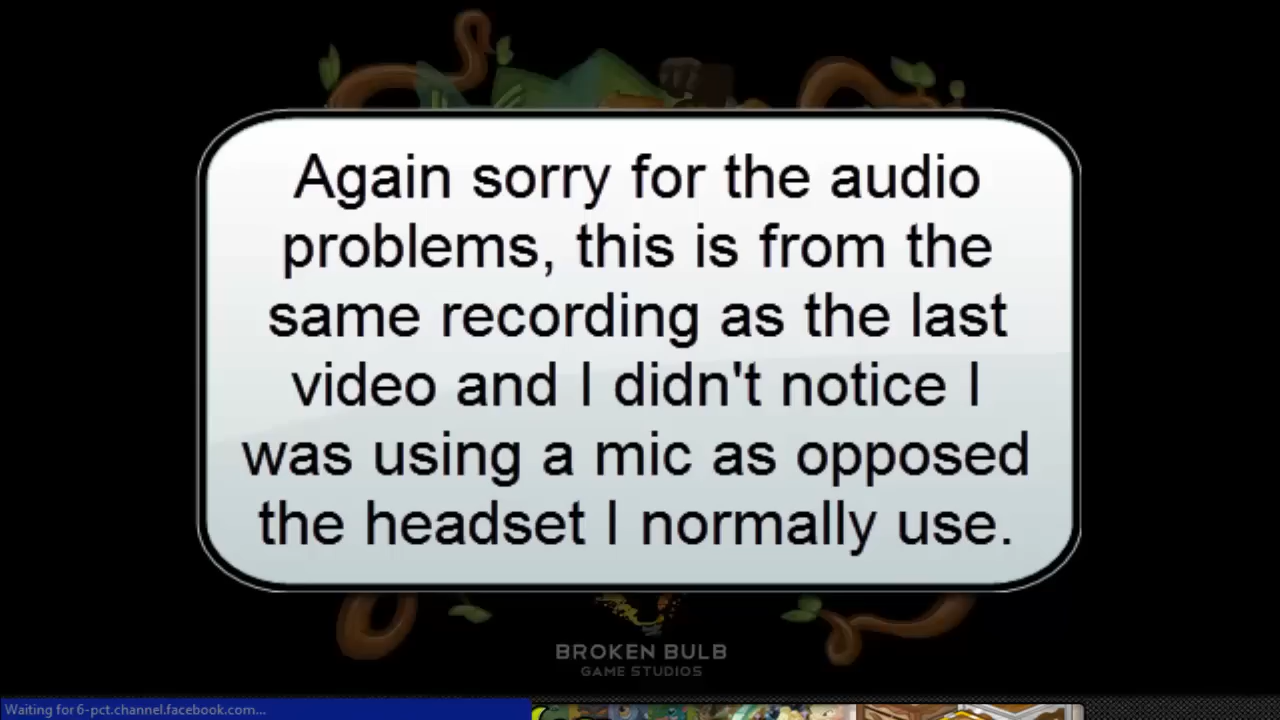 Again sorry for the audio
problems, this is from the
same recording as the last
video and I didn't notice I
was using a mic as opposed
the headset I normally use.
BROKEN BULB
GAME STUDIOS
Waiting for 6-pct.channel.facebook.com...